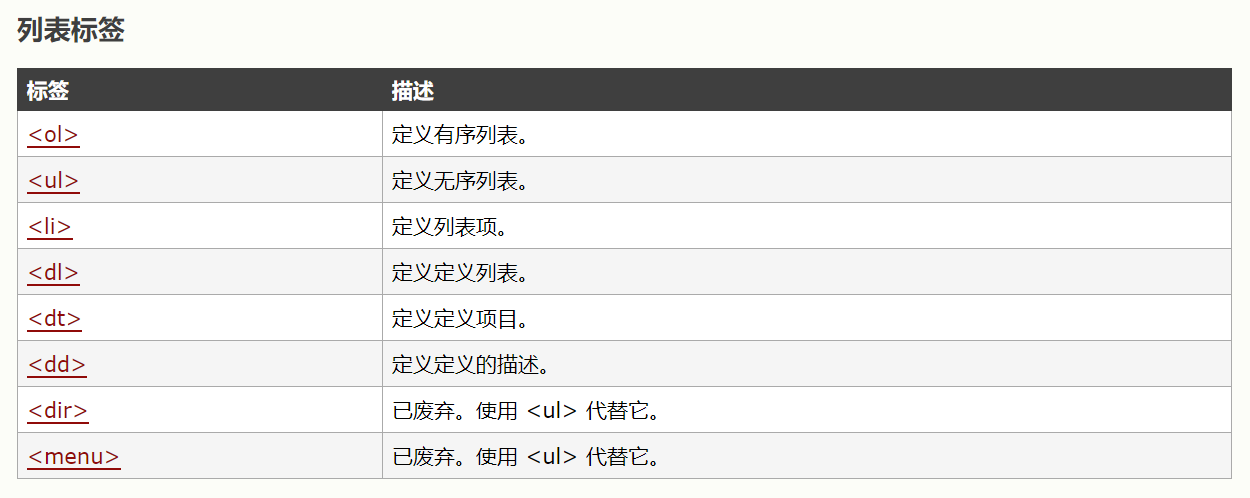 列表标签
标签 描述
<ol> 定义有序列表。
<ul> 定义无序列表。
<li> 定义列表项。
<dl> 定义定义列表。
<dt> 定义定义项目。
<dd> 定义定义的描述。
<dir> 已废弃。使用 <ul> 代替它。
<menu> 已废弃。使用 <ul> 代替它。